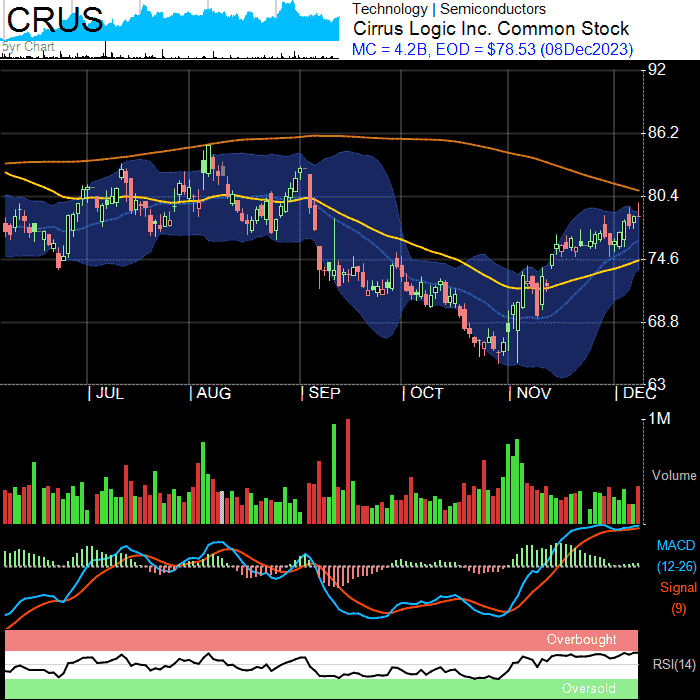 CRUS
5yr Chart
Technology | Semiconductors
Cirrus Logic Inc. Common Stock
MC = 4.2B, EOD = $78.53 (08Dec2023)
92
86.2
80.4
74.6
68.8
63
| JUL | AUG | SEP | OCT | NOV | DEC
1M
Volume
MACD
(12-26)
Signal
(9)
Overbought
RSI(14)
Oversold